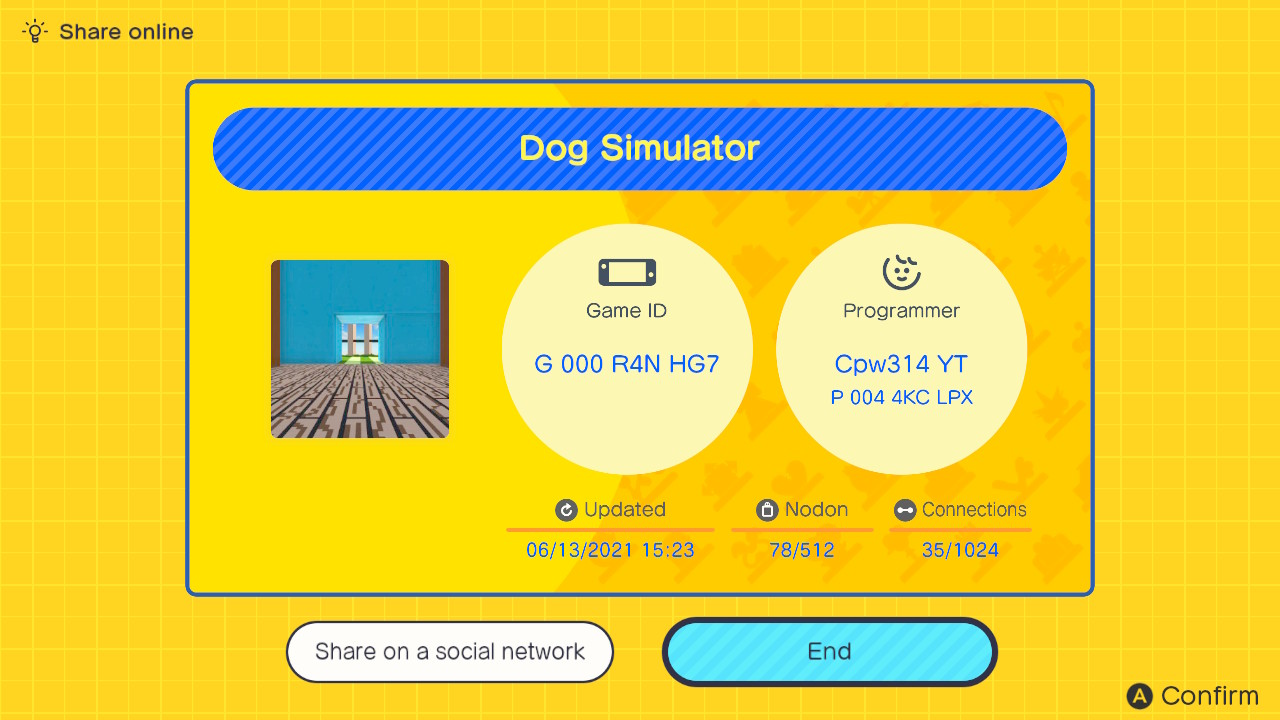 Share online
Dog Simulator
Game ID
G 000 R4N HG7
Programmer
Cpw314 YT
P 004 4KC LPX
Updated
06/13/2021 15:23
Nodon
78/512
Connections
35/1024
Share on a social network
End
A Confirm